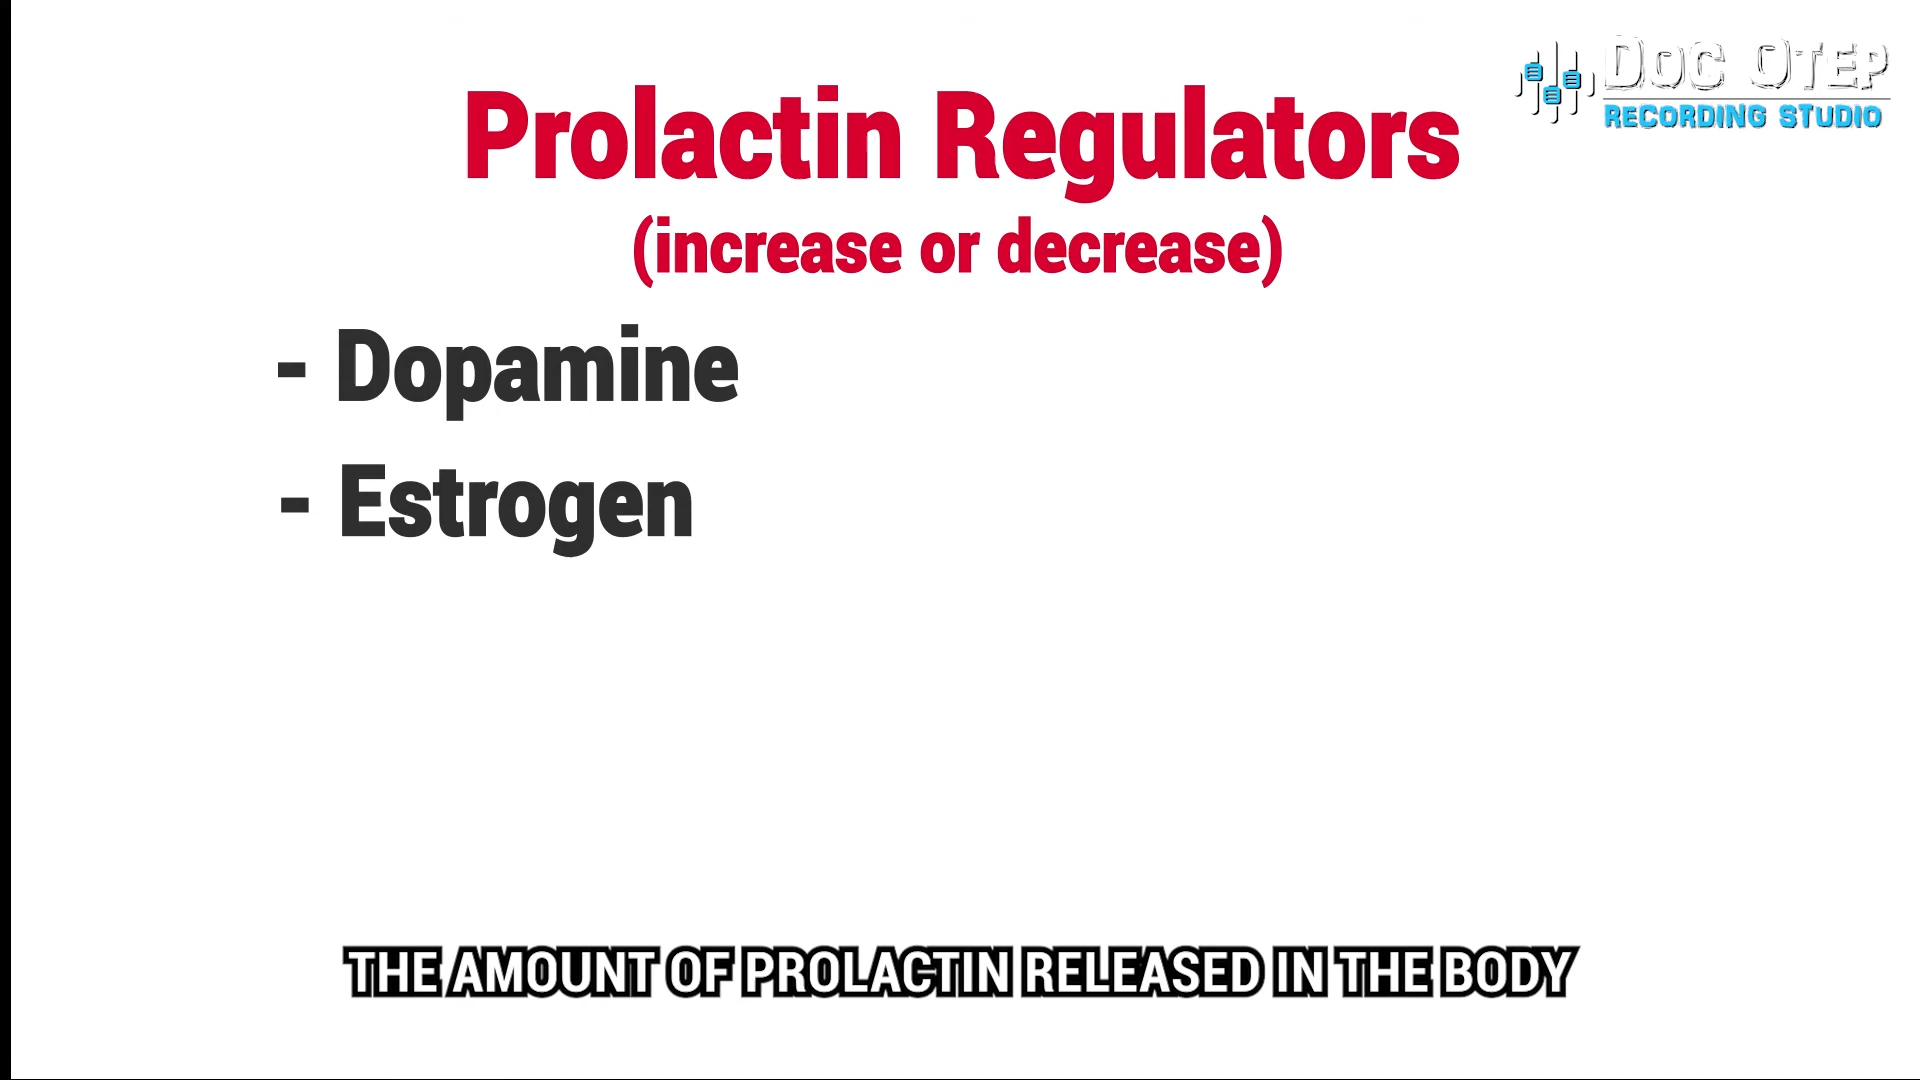 Doc Otep
RECORDING STUDIO
Prolactin Regulators
(increase or decrease)
- Dopamine
- Estrogen
THE AMOUNT OF PROLACTIN RELEASED IN THE BODY